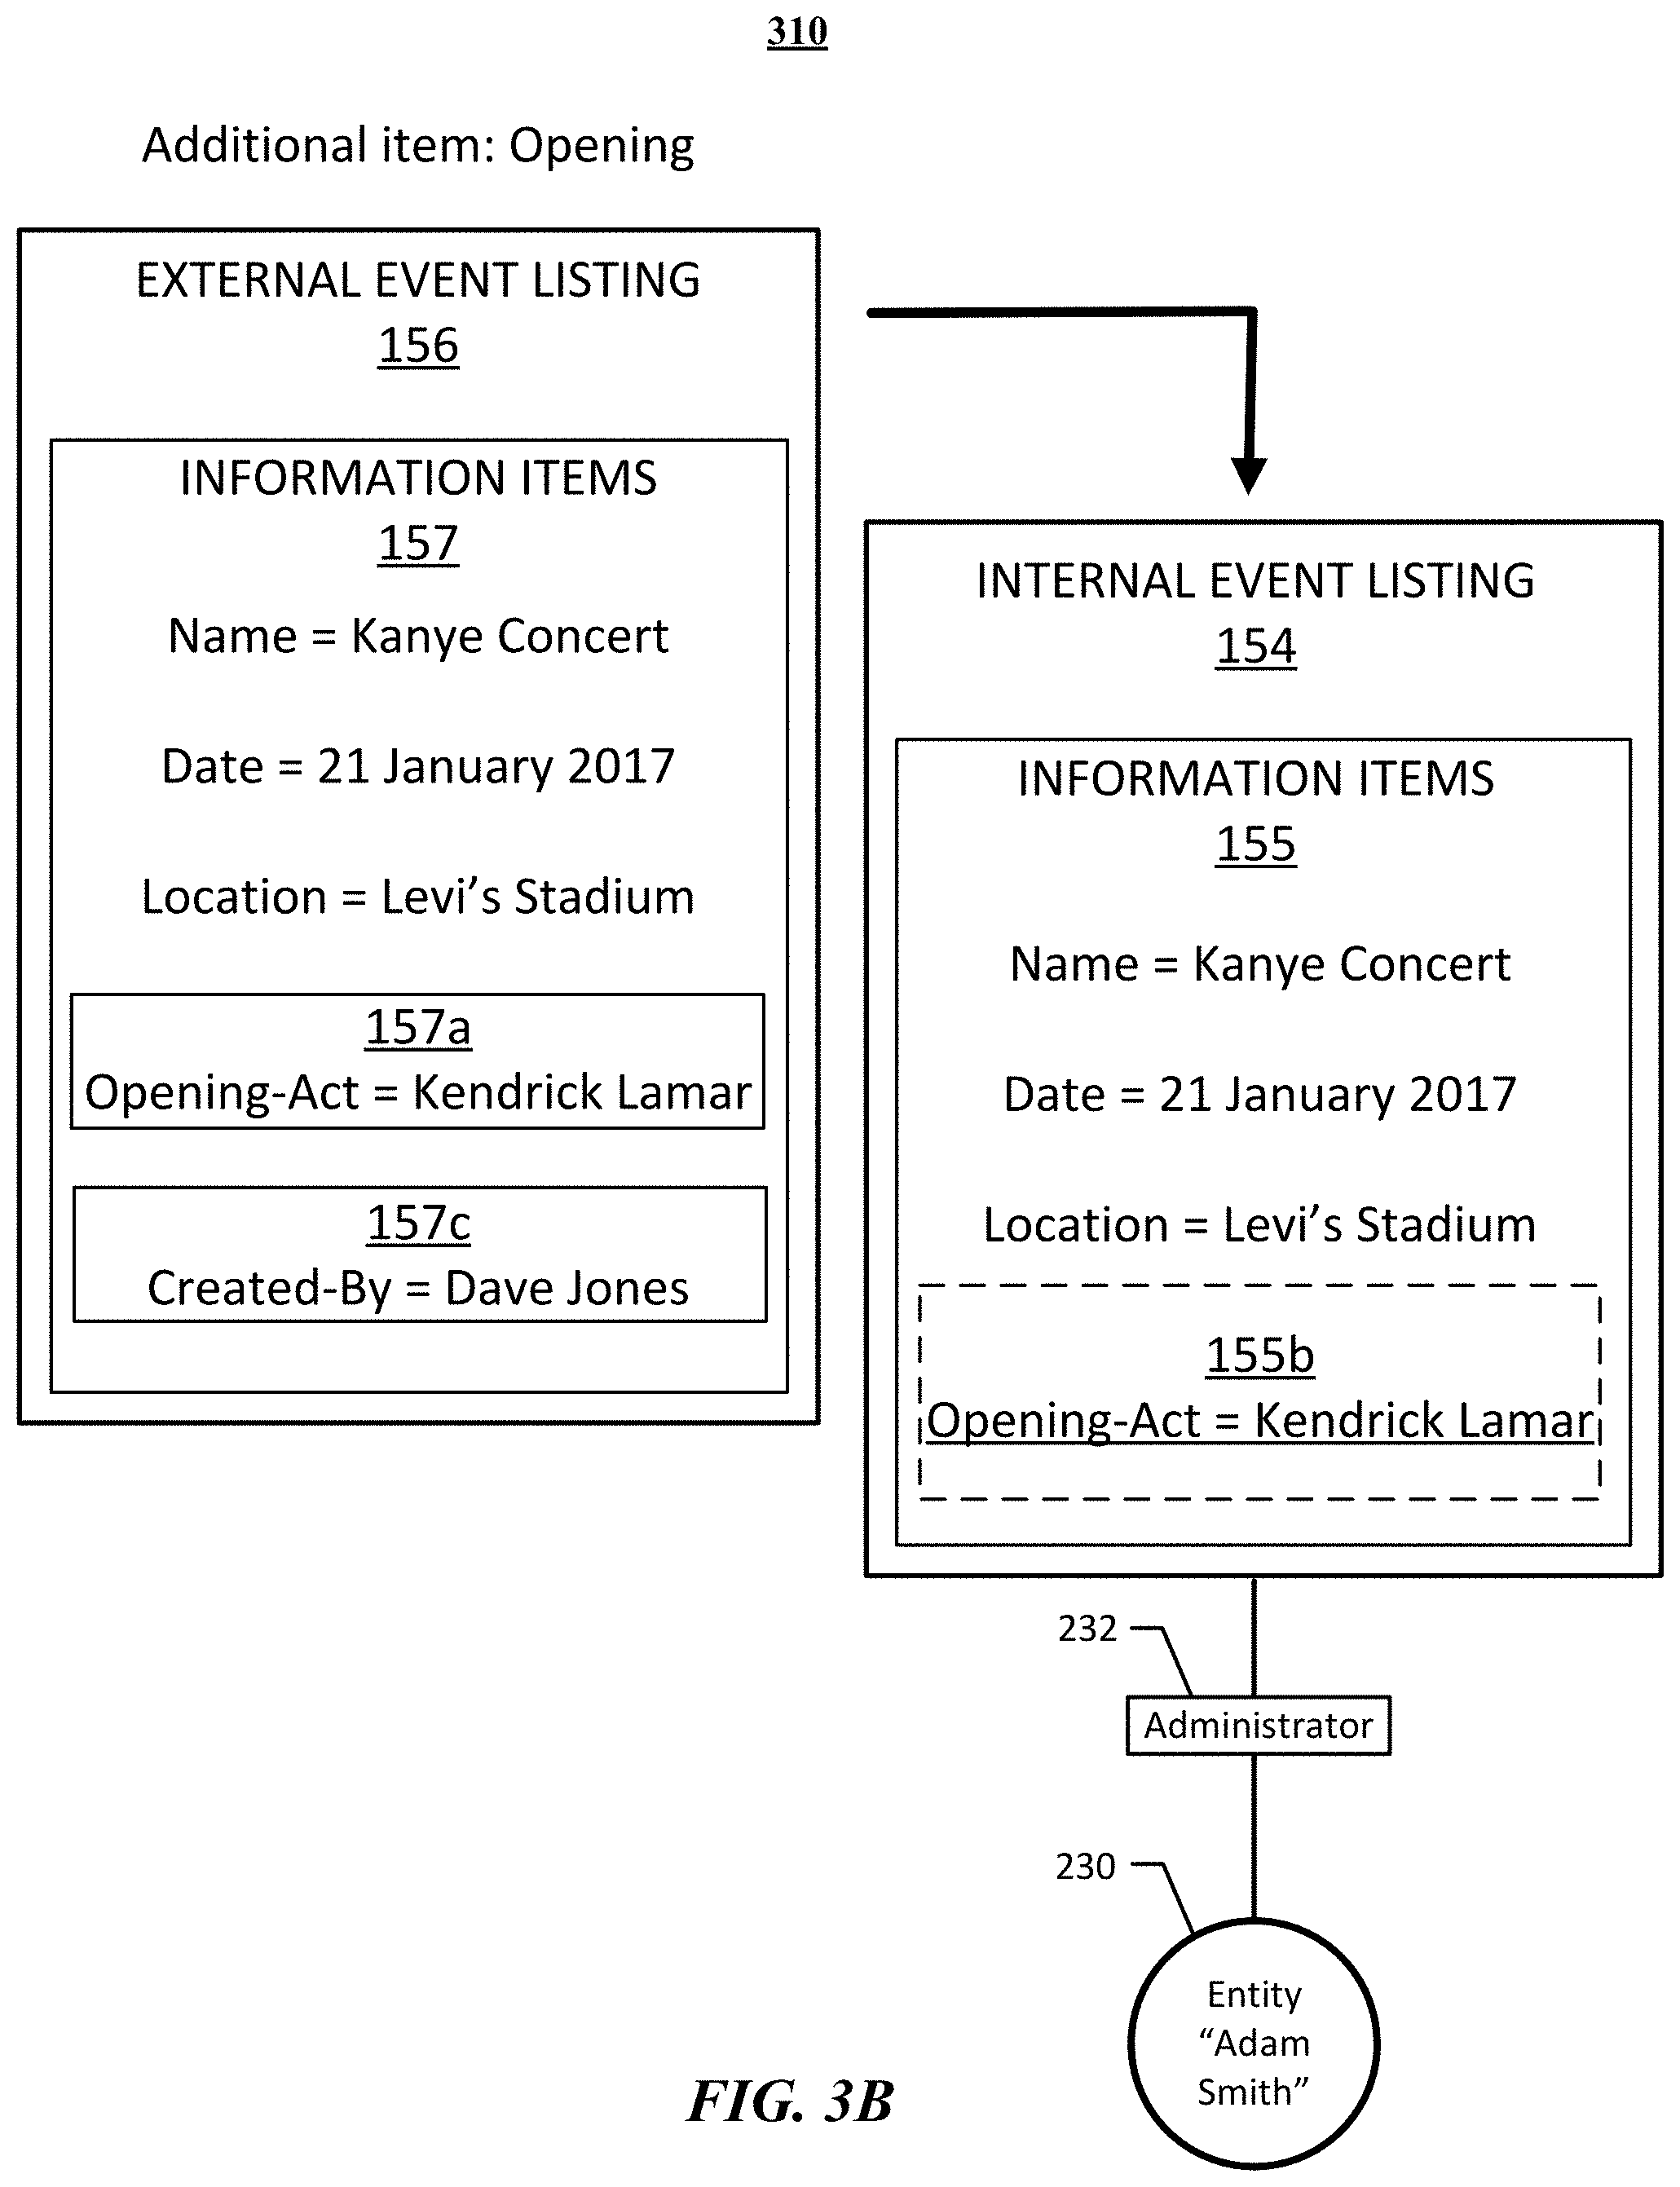 310
Additional item: Opening
EXTERNAL EVENT LISTING
156
INFORMATION ITEMS
157
Name = Kanye Concert
Date = 21 January 2017
Location = Levi’s Stadium
157a
Opening-Act = Kendrick Lamar
157c
Created-By = Dave Jones
INTERNAL EVENT LISTING
154
INFORMATION ITEMS
155
Name = Kanye Concert
Date = 21 January 2017
Location = Levi’s Stadium
155b
Opening-Act = Kendrick Lamar
232
Administrator
230
Entity
“Adam
Smith”
FIG. 3B